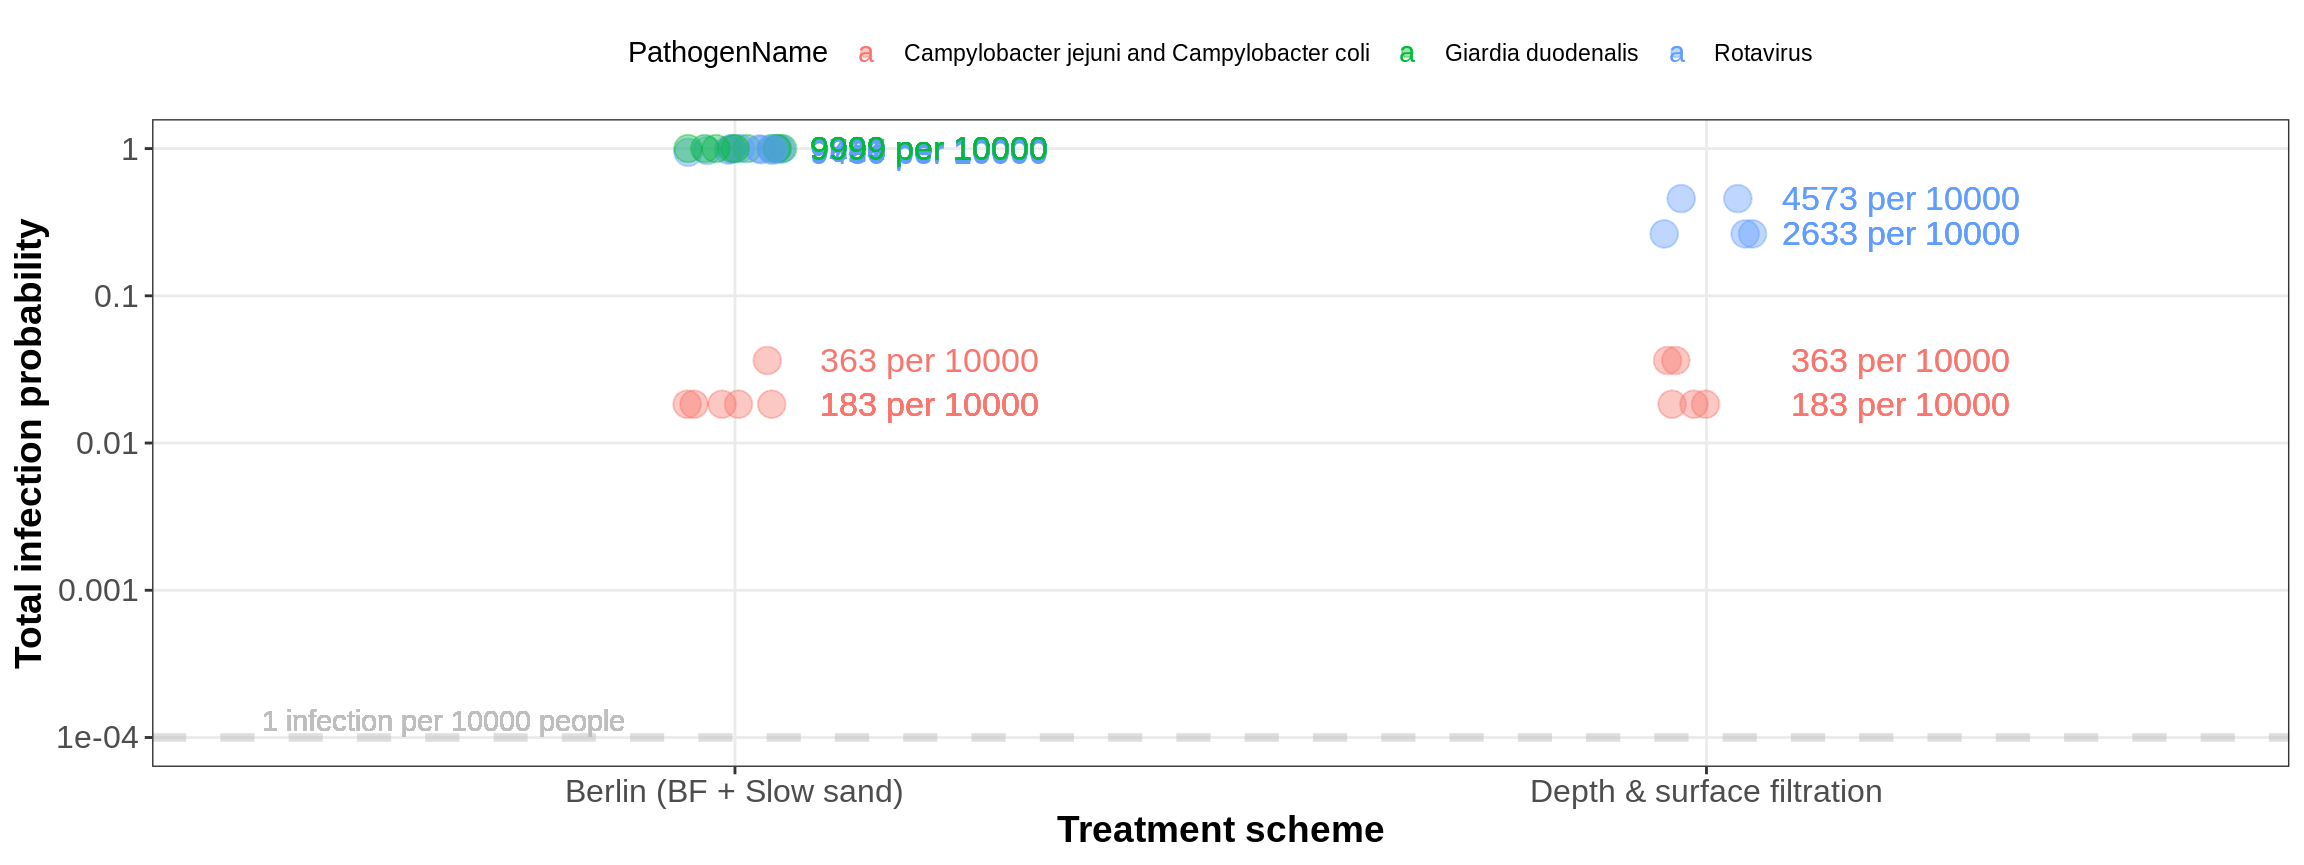 PathogenName a Campylobacter jejuni and Campylobacter coli a Giardia duodenalis a Rotavirus
Total infection probability
1
0.1
0.01
0.001
1e-04
9999 per 10000
4573 per 10000
2633 per 10000
363 per 10000
363 per 10000
183 per 10000
183 per 10000
1 infection per 10000 people
Berlin (BF + Slow sand)
Depth & surface filtration
Treatment scheme